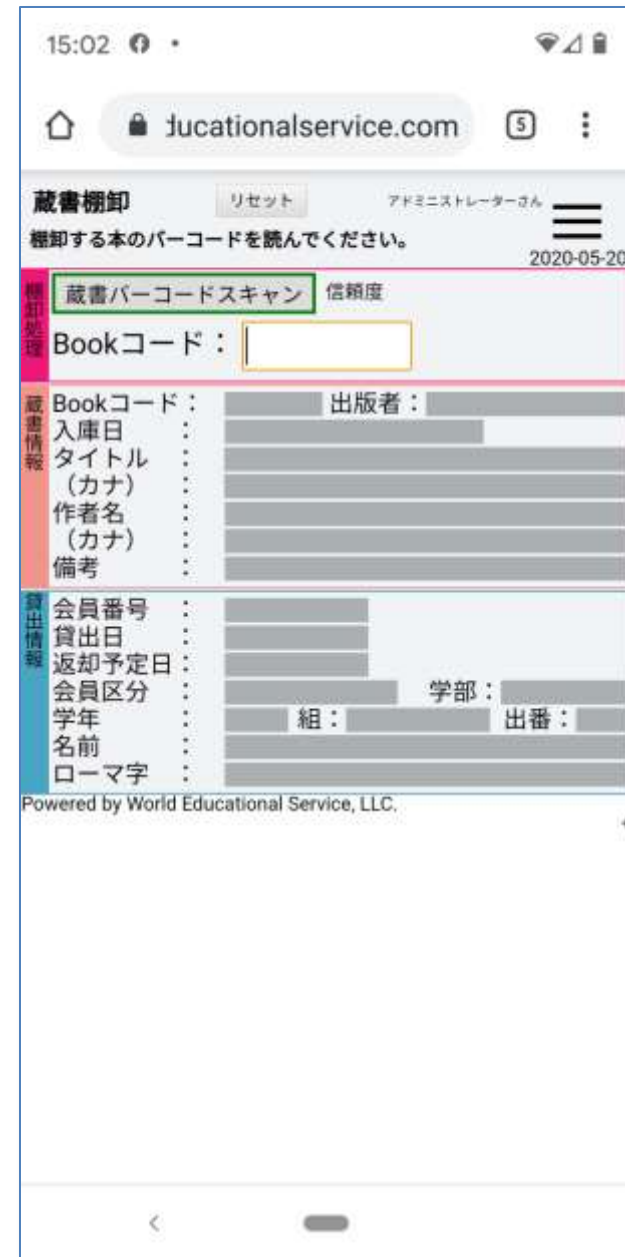 15:02
ducationalservice.com 5
蔵書棚卸 リセット アドミニストレーターさん
棚卸する本のバーコードを読んでください。
2020-05-20
棚卸処理
蔵書バーコードスキャン 信頼度
Bookコード：
蔵書情報
Bookコード： 出版者：
入庫日 ：
タイトル ：
（カナ） ：
作者名 ：
（カナ） ：
備考 ：
貸出情報
会員番号 ：
貸出日 ：
返却予定日：
会員区分 ： 学部：
学年 ： 組： 出番：
名前 ：
ローマ字 ：
Powered by World Educational Service, LLC.